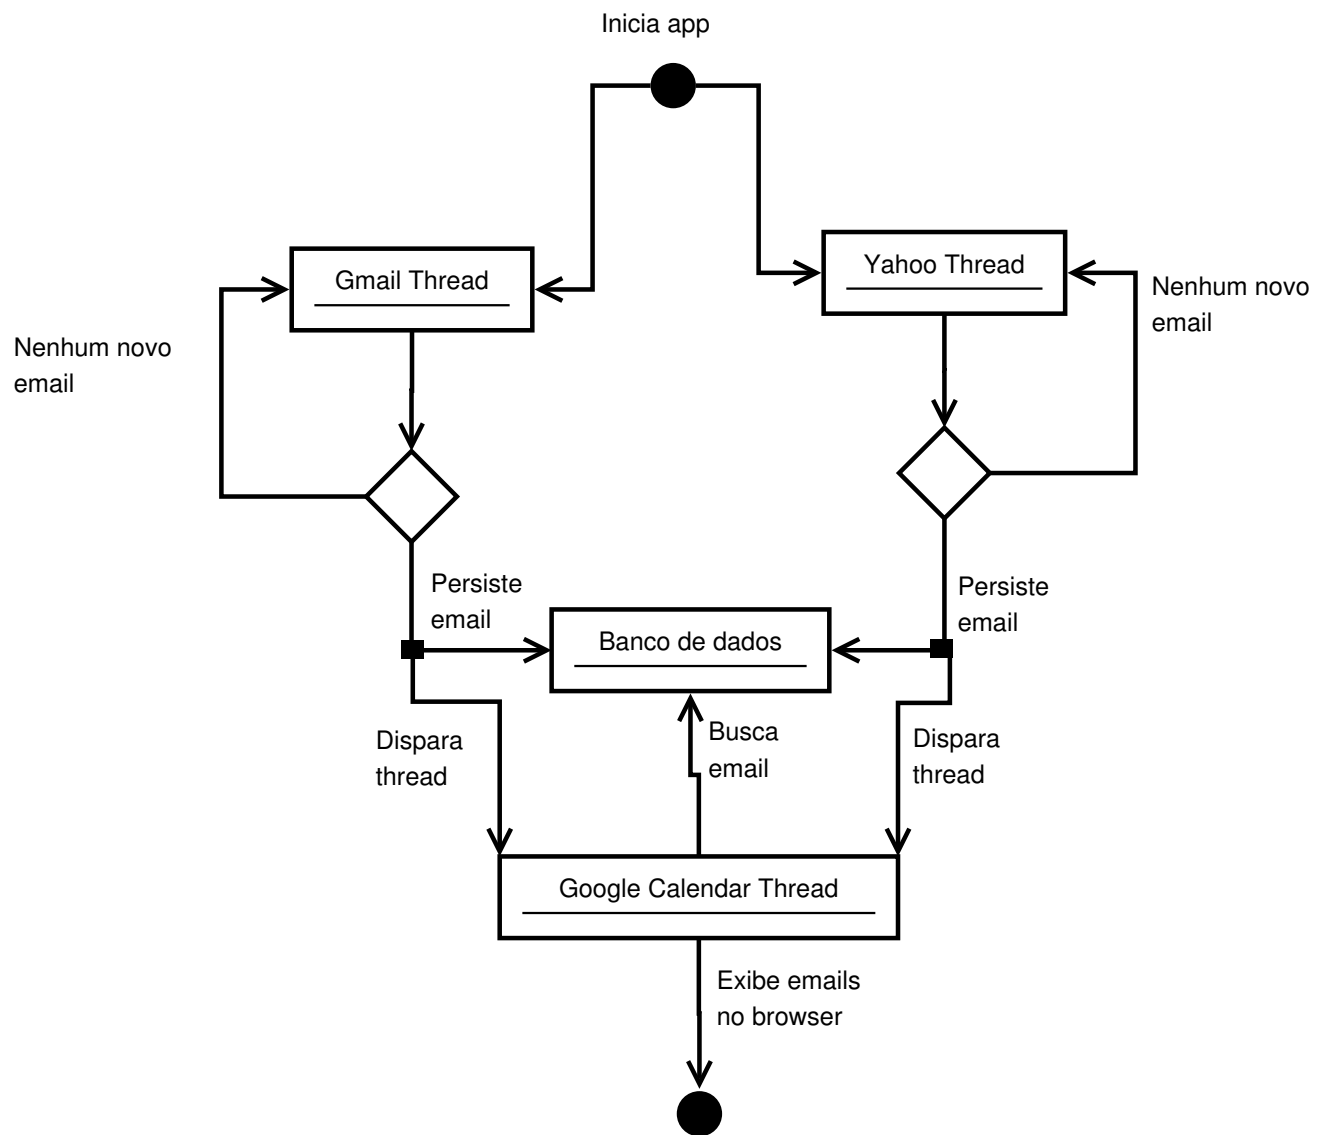 Inicia app
Gmail Thread
Yahoo Thread
Nenhum novo
email
Nenhum novo
email
Persiste
email
Persiste
email
Banco de dados
Dispara
thread
Busca
email
Dispara
thread
Google Calendar Thread
Exibe emails
no browser